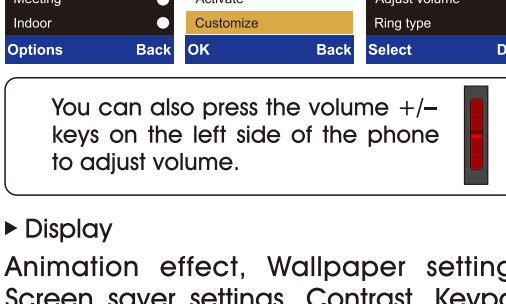 Meeting
Activate
Adjust volume
Indoor
Customize
Ring type
Options Back
OK Back
Select
You can also press the volume +/–
keys on the left side of the phone
to adjust volume.
▸ Display
Animation effect, Wallpaper setting
Screen saver settings, Contrast, Keypa